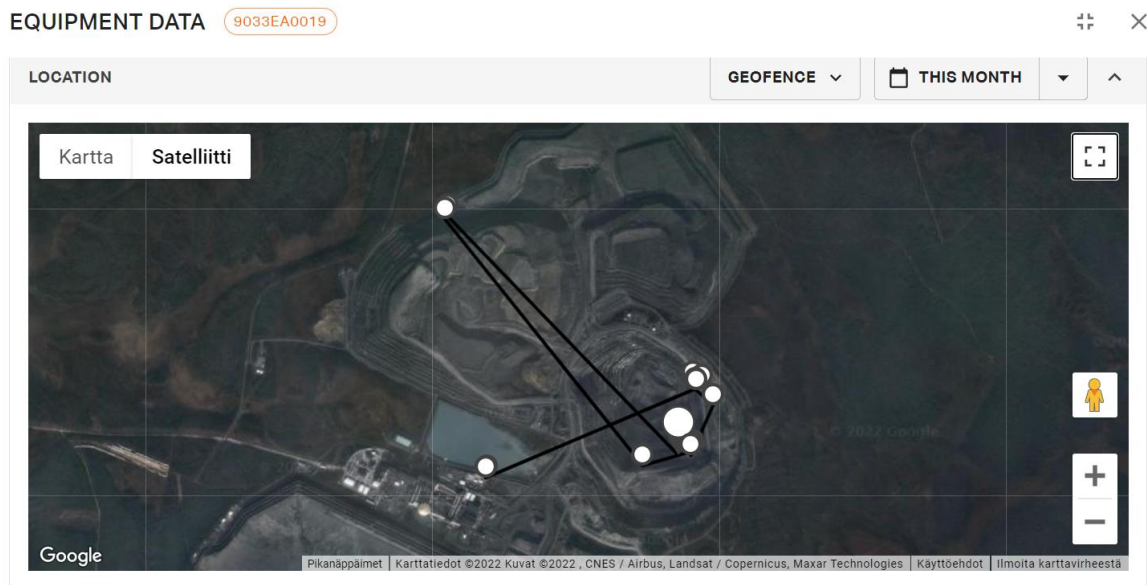 EQUIPMENT DATA 9033EA0019
LOCATION GEOFENCE THIS MONTH
Kartta Satelliitti
© 2022 Google
Google
Pikanäppäimet Karttatiedot ©2022 Kuvat ©2022 , CNES / Airbus, Landsat / Copernicus, Maxar Technologies Käyttöehdot Ilmoita karttavirheestä